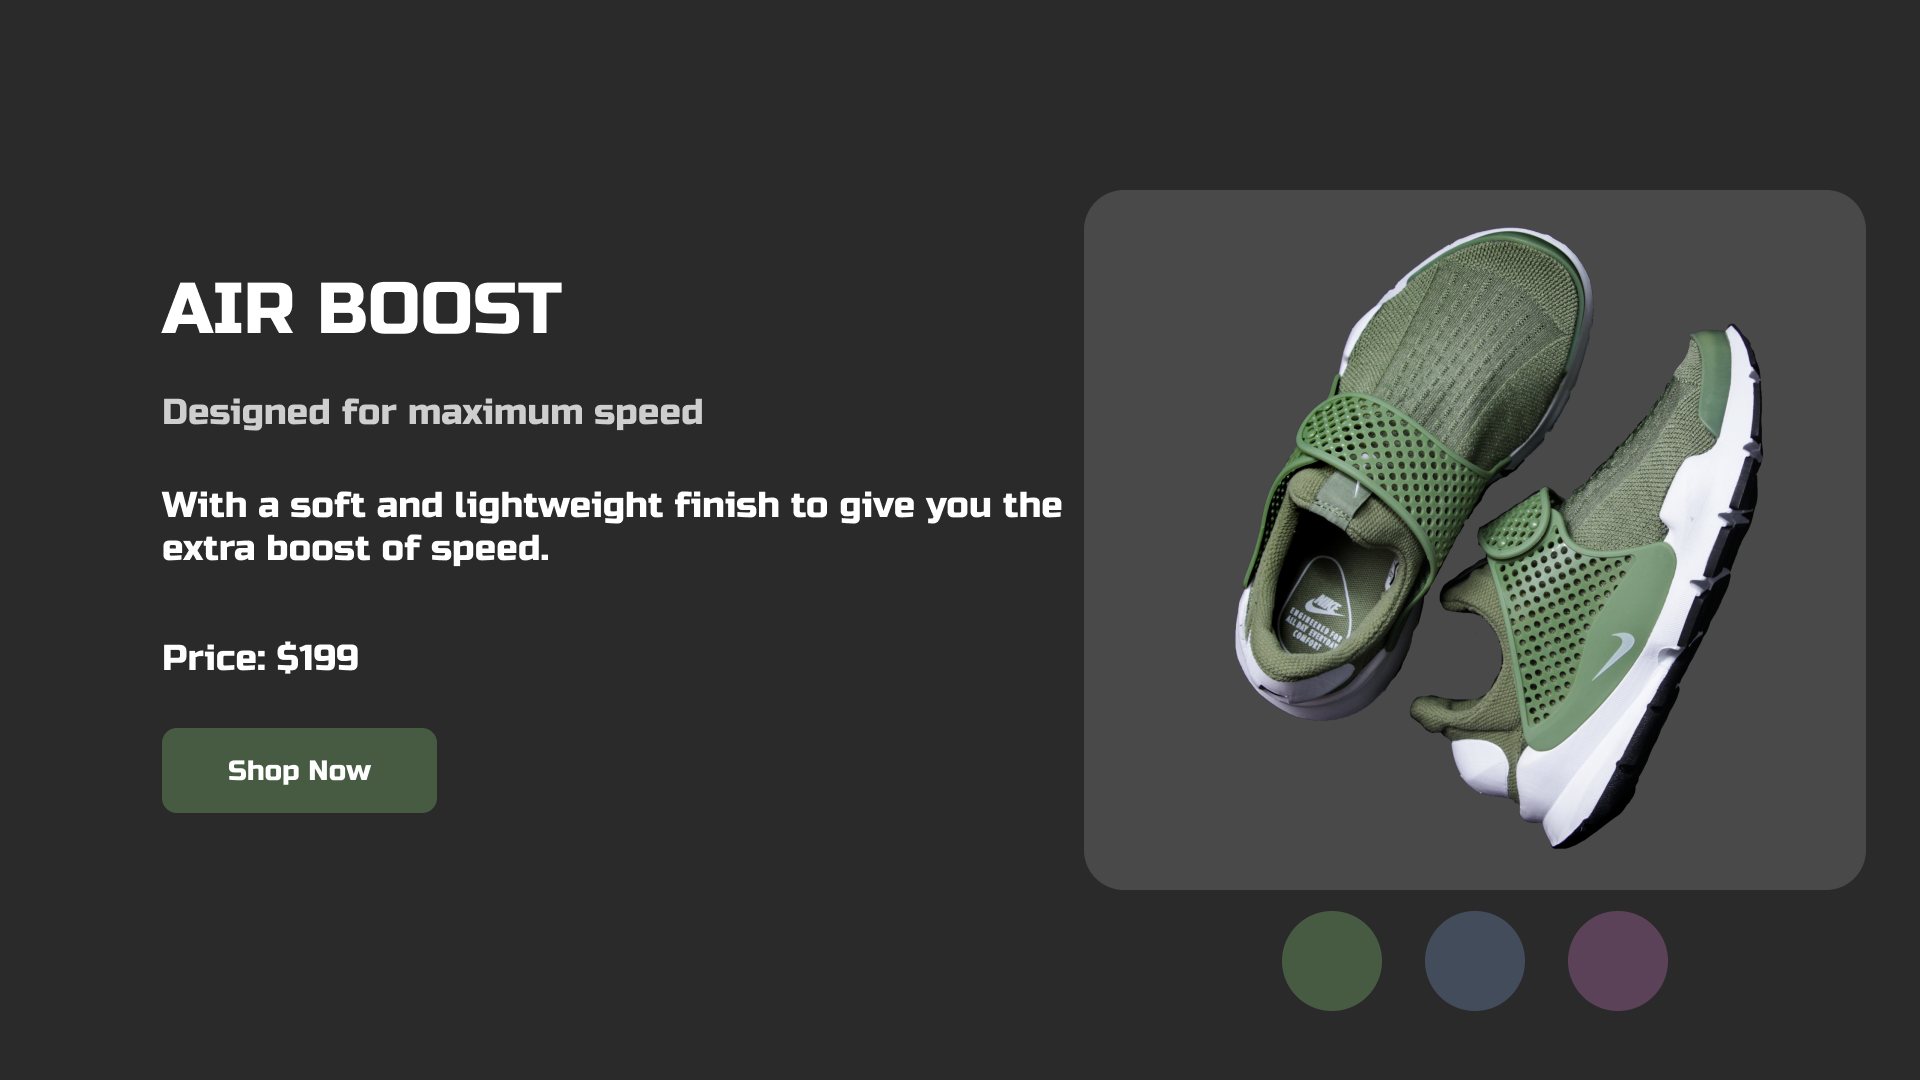 AIR BOOST
Designed for maximum speed
With a soft and lightweight finish to give you the
extra boost of speed.
Price: $199
Shop Now
NIKE
ENGINEERED FOR
ALL DAY EVERYDAY
COMFORT